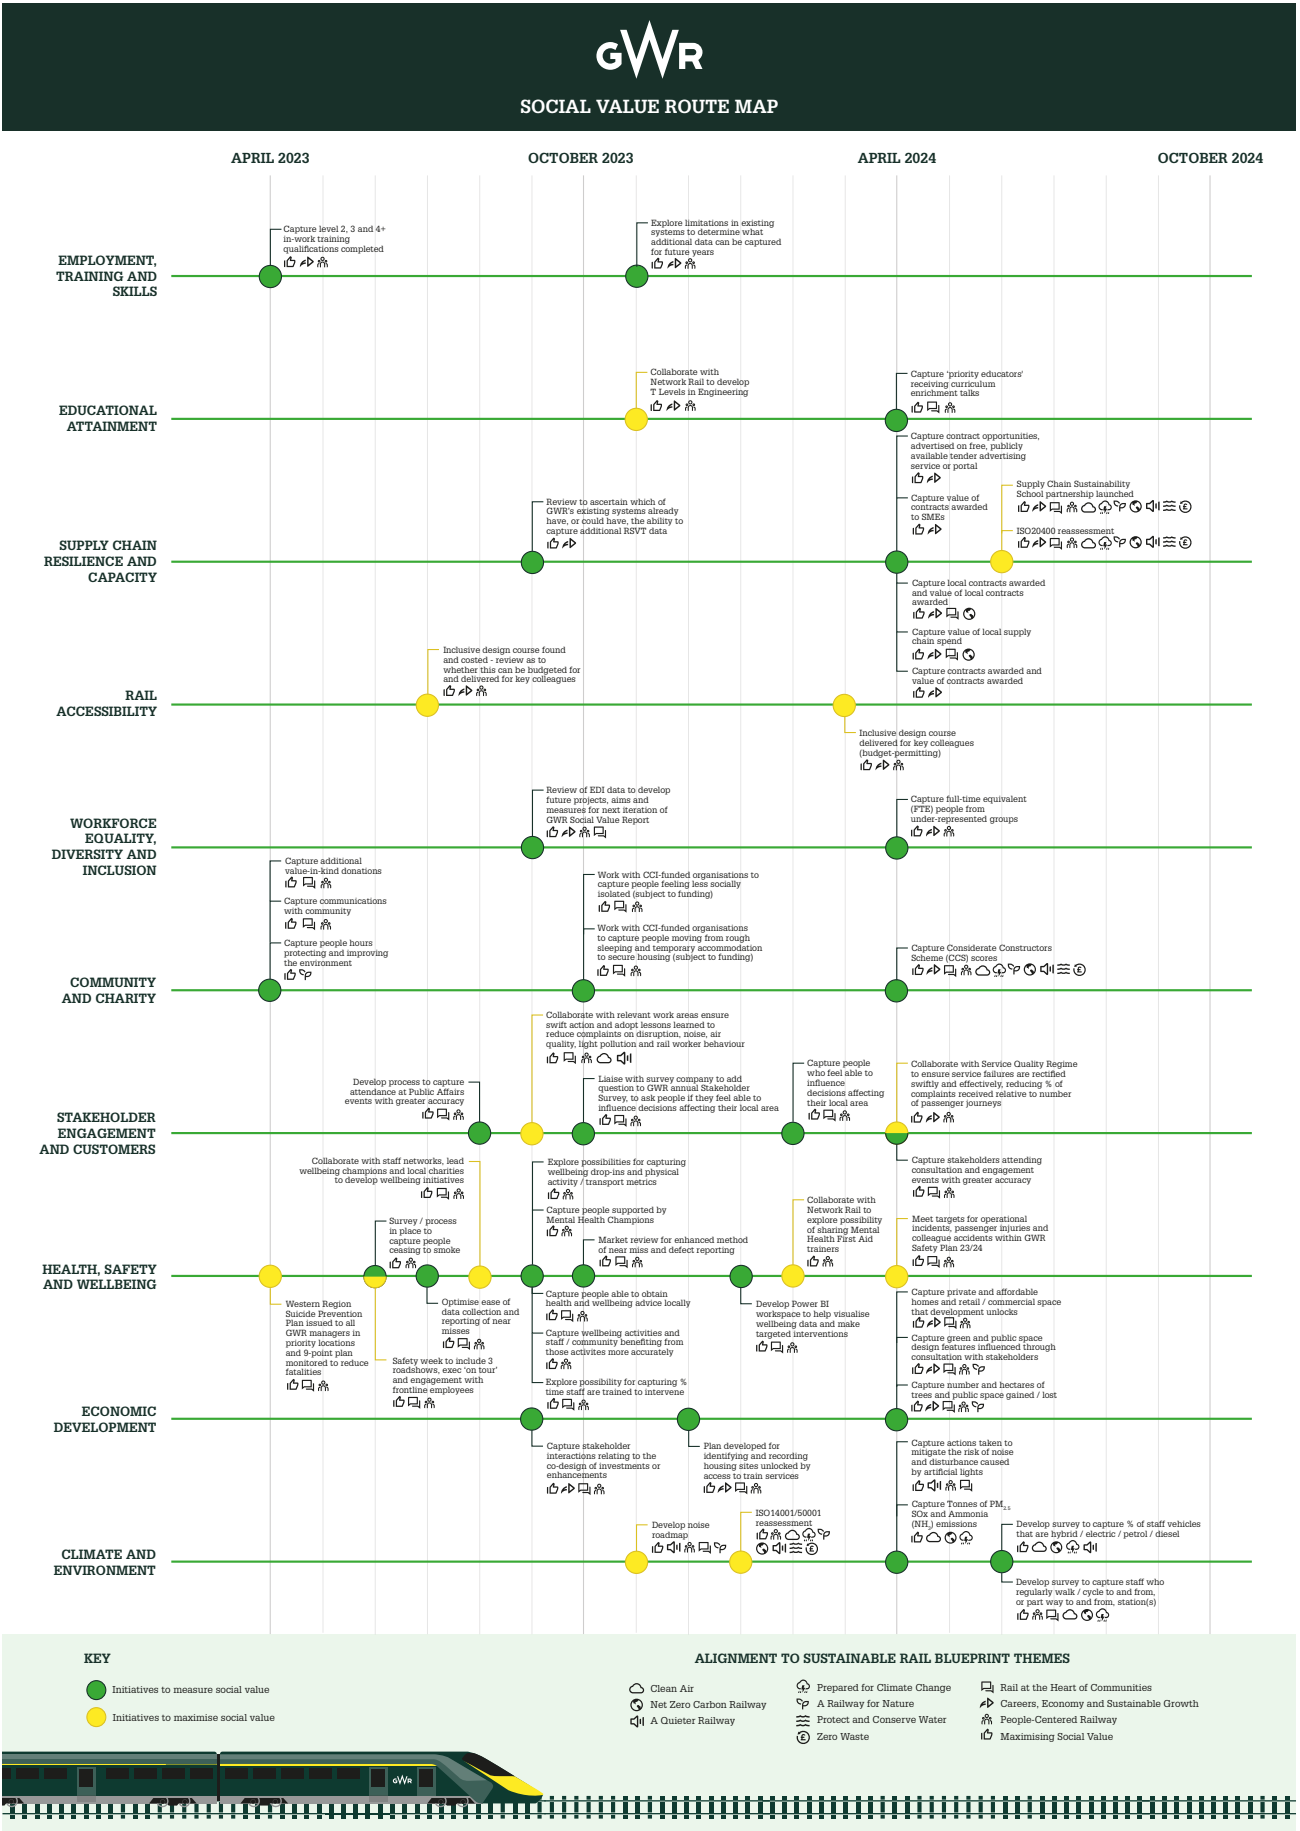 GWR
SOCIAL VALUE ROUTE MAP
APRIL 2023
OCTOBER 2023
APRIL 2024
OCTOBER 2024
EMPLOYMENT,
TRAINING AND
SKILLS
Capture level 2, 3 and 4+
in-work training
qualifications completed
Explore limitations in existing
systems to determine what
additional data can be captured
for future years
EDUCATIONAL
ATTAINMENT
Collaborate with
Network Rail to develop
T Levels in Engineering
Capture 'priority educators'
receiving curriculum
enrichment talks
SUPPLY CHAIN
RESILIENCE AND
CAPACITY
Review to ascertain which of
GWR's existing systems already
have, or could have, the ability to
capture additional RSVT data
Capture contract opportunities,
advertised on free, publicly
available tender advertising
service or portal
Capture value of
contracts awarded
to SMEs
Supply Chain Sustainability
School partnership launched
ISO20400 reassessment
Capture local contracts awarded
and value of local contracts
awarded
Capture value of local supply
chain spend
Capture contracts awarded and
value of contracts awarded
RAIL
ACCESSIBILITY
Inclusive design course found
and costed - review as to
whether this can be budgeted for
and delivered for key colleagues
Inclusive design course
delivered for key colleagues
(budget-permitting)
WORKFORCE
EQUALITY,
DIVERSITY AND
INCLUSION
Review of EDI data to develop
future projects, aims and
measures for next iteration of
GWR Social Value Report
Capture full-time equivalent
(FTE) people from
under-represented groups
COMMUNITY
AND CHARITY
Capture additional
value-in-kind donations
Capture communications
with community
Capture people hours
protecting and improving
the environment
Work with CCI-funded organisations to
capture people feeling less socially
isolated (subject to funding)
Work with CCI-funded organisations
to capture people moving from rough
sleeping and temporary accommodation
to secure housing (subject to funding)
Capture Considerate Constructors
Scheme (CCS) scores
STAKEHOLDER
ENGAGEMENT
AND CUSTOMERS
Develop process to capture
attendance at Public Affairs
events with greater accuracy
Collaborate with relevant work areas ensure
swift action and adopt lessons learned to
reduce complaints on disruption, noise, air
quality, light pollution and rail worker behaviour
Liaise with survey company to add
question to GWR annual Stakeholder
Survey, to ask people if they feel able to
influence decisions affecting their local area
Capture people
who feel able to
influence
decisions affecting
their local area
Collaborate with Service Quality Regime
to ensure service failures are rectified
swiftly and effectively, reducing % of
complaints received relative to number
of passenger journeys
Capture stakeholders attending
consultation and engagement
events with greater accuracy
HEALTH, SAFETY
AND WELLBEING
Collaborate with staff networks, lead
wellbeing champions and local charities
to develop wellbeing initiatives
Survey / process
in place to
capture people
ceasing to smoke
Explore possibilities for capturing
wellbeing drop-ins and physical
activity / transport metrics
Capture people supported by
Mental Health Champions
Market review for enhanced method
of near miss and defect reporting
Collaborate with
Network Rail to
explore possibility
of sharing Mental
Health First Aid
trainers
Meet targets for operational
incidents, passenger injuries and
colleague accidents within GWR
Safety Plan 23/24
Western Region
Suicide Prevention
Plan issued to all
GWR managers in
priority locations
and 9-point plan
monitored to reduce
fatalities
Safety week to include 3
roadshows, exec 'on tour'
and engagement with
frontline employees
Optimise ease of
data collection and
reporting of near
misses
Capture people able to obtain
health and wellbeing advice locally
Capture wellbeing activities and
staff / community benefiting from
those activites more accurately
Explore possibility for capturing %
time staff are trained to intervene
Develop Power BI
workspace to help visualise
wellbeing data and make
targeted interventions
ECONOMIC
DEVELOPMENT
Capture private and affordable
homes and retail / commercial space
that development unlocks
Capture green and public space
design features influenced through
consultation with stakeholders
Capture number and hectares of
trees and public space gained / lost
Capture stakeholder
interactions relating to the
co-design of investments or
enhancements
Plan developed for
identifying and recording
housing sites unlocked by
access to train services
CLIMATE AND
ENVIRONMENT
Develop noise
roadmap
ISO14001/50001
reassessment
Capture actions taken to
mitigate the risk of noise
and disturbance caused
by artificial lights
Capture Tonnes of PM2.5
SOx and Ammonia
(NH3) emissions
Develop survey to capture % of staff vehicles
that are hybrid / electric / petrol / diesel
Develop survey to capture staff who
regularly walk / cycle to and from,
or part way to and from, station(s)
KEY
Initiatives to measure social value
Initiatives to maximise social value
ALIGNMENT TO SUSTAINABLE RAIL BLUEPRINT THEMES
Clean Air
Net Zero Carbon Railway
A Quieter Railway
Prepared for Climate Change
A Railway for Nature
Protect and Conserve Water
Zero Waste
Rail at the Heart of Communities
Careers, Economy and Sustainable Growth
People-Centered Railway
Maximising Social Value
GWR